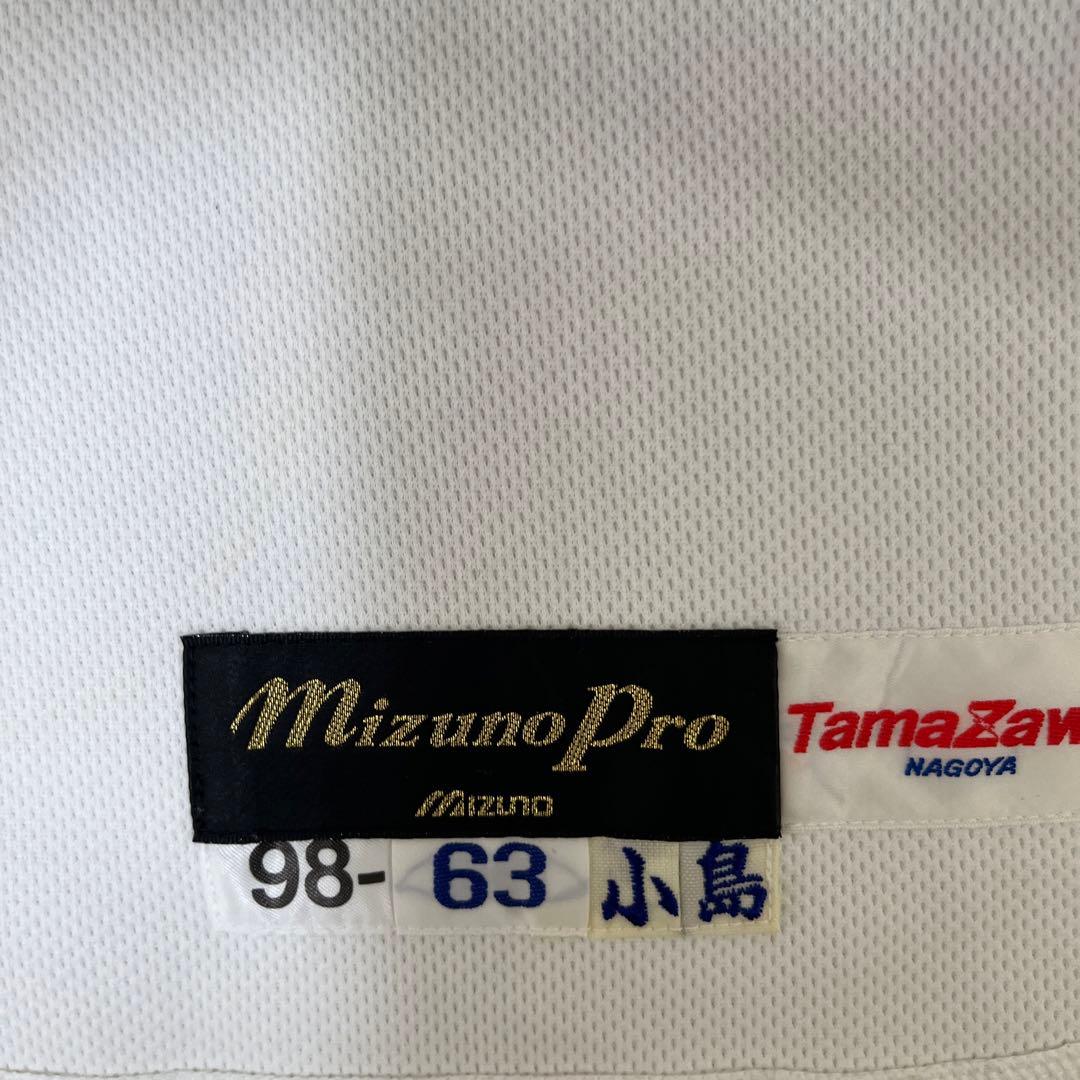 Mizuno Pro
Mizuno
TamaZaw
NAGOYA
98- 63 小島